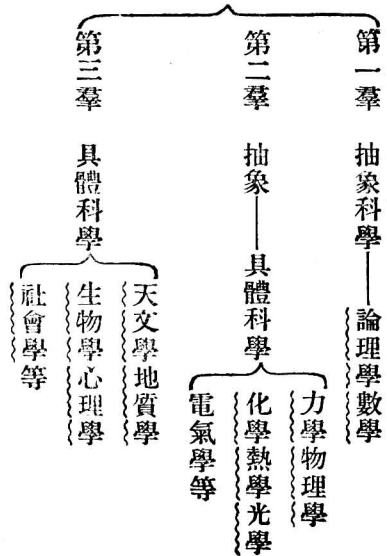 第一羣　抽象科學——論理學數學
第二羣　抽象——具體科學
力學物理學
化學熱學光學
電氣學等
第三羣　具體科學
天文學地質學
生物學心理學
社會學等